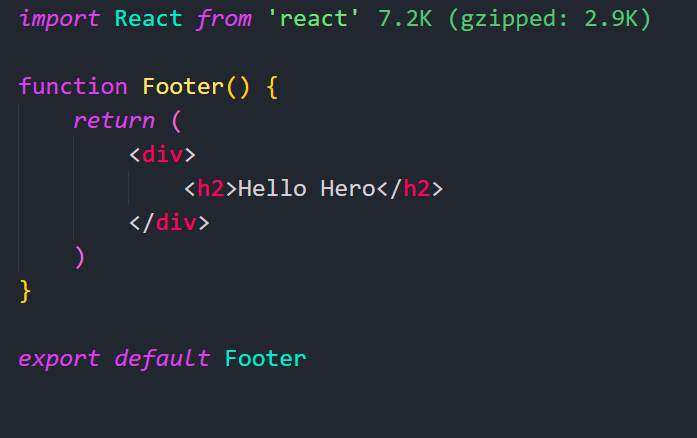 import React from 'react' 7.2K (gzipped: 2.9K)

function Footer() {
    return (
        <div>
            <h2>Hello Hero</h2>
        </div>
    )
}

export default Footer